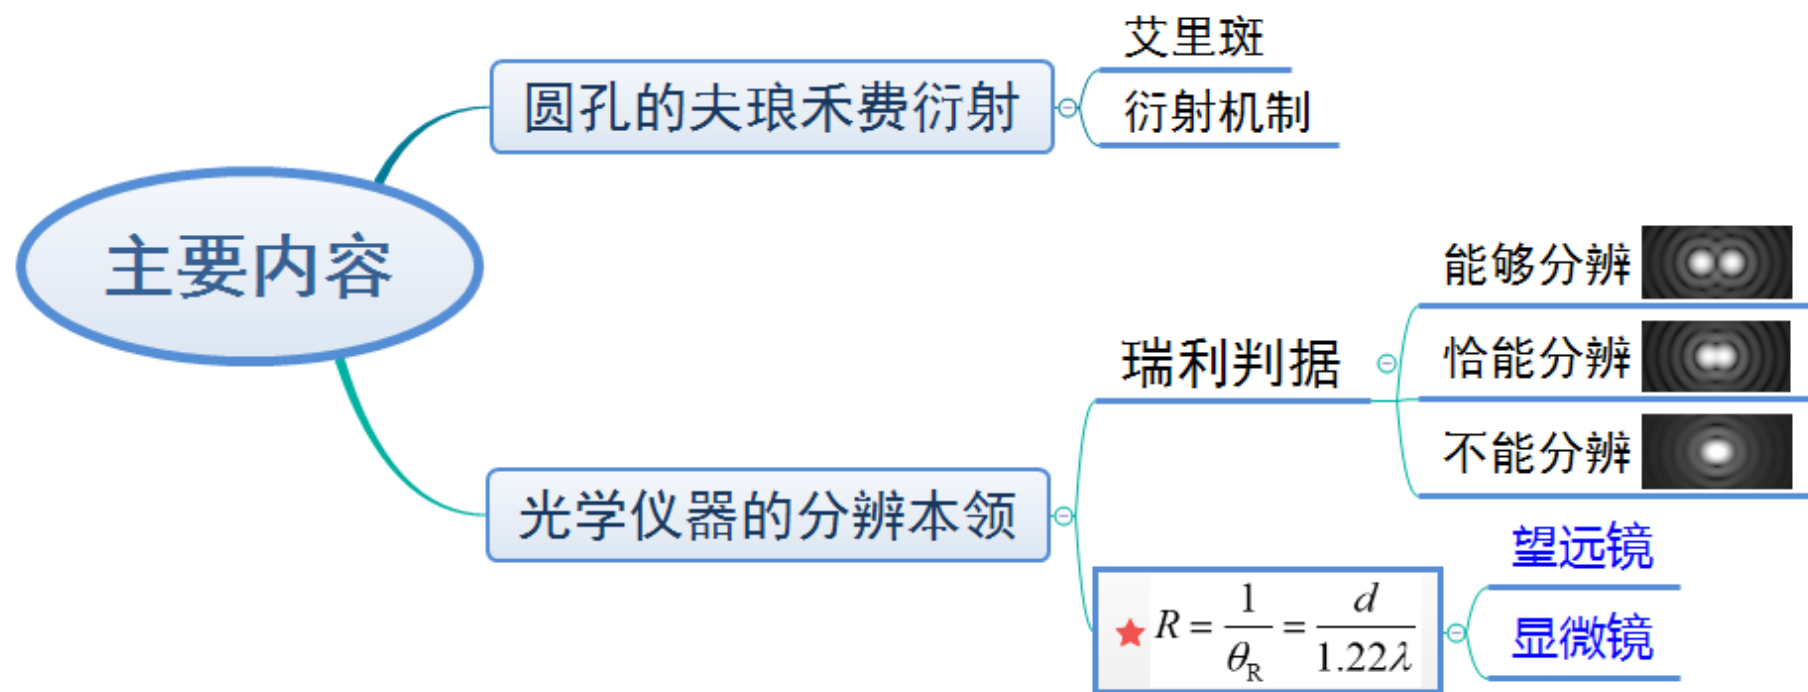 主要内容
圆孔的夫琅禾费衍射
艾里斑
衍射机制
光学仪器的分辨本领
瑞利判据
能够分辨
恰能分辨
不能分辨
R = 1/θ_R = d/1.22λ
望远镜
显微镜